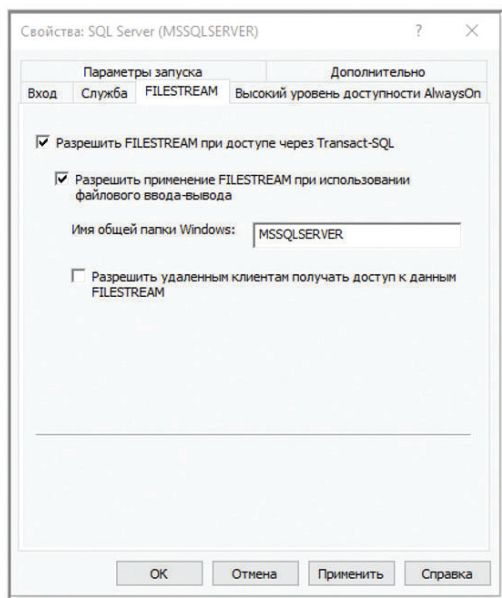 Свойства: SQL Server (MSSQLSERVER)
?
Параметры запуска Дополнительно
Вход Служба FILESTREAM Высокий уровень доступности AlwaysOn
Разрешить FILESTREAM при доступе через Transact-SQL
Разрешить применение FILESTREAM при использовании
файлового ввода-вывода
Имя общей папки Windows: MSSQLSERVER
Разрешить удаленным клиентам получать доступ к данным
FILESTREAM
OK Отмена Применить Справка